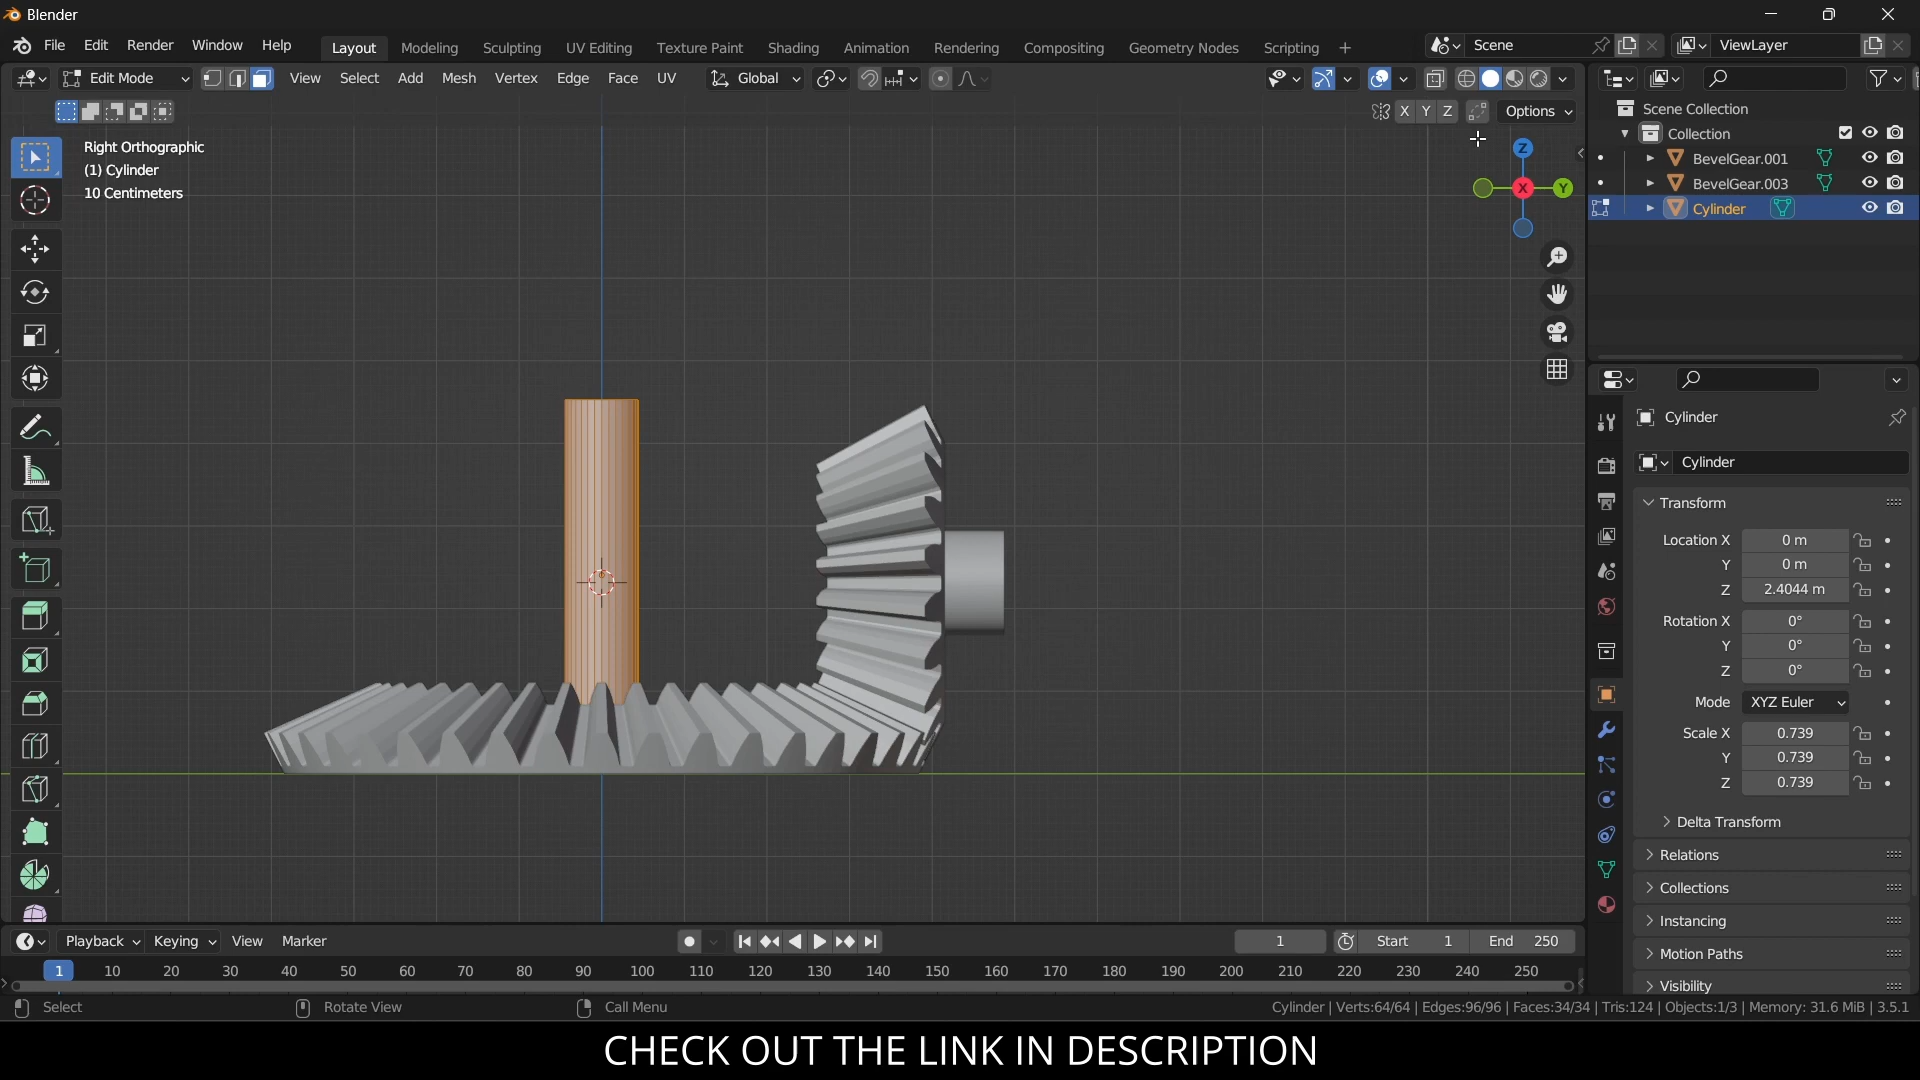 Blender
File Edit Render Window Help Layout Modeling Sculpting UV Editing Texture Paint Shading Animation Rendering Compositing Geometry Nodes Scripting + Scene ViewLayer
Edit Mode View Select Add Mesh Vertex Edge Face UV Global
X Y Z Options
Right Orthographic
(1) Cylinder
10 Centimeters
Z
X
Y
Scene Collection
Collection
BevelGear.001
BevelGear.003
Cylinder
Cylinder
Cylinder
Transform
Location X 0 m
Y 0 m
Z 2.4044 m
Rotation X 0°
Y 0°
Z 0°
Mode XYZ Euler
Scale X 0.739
Y 0.739
Z 0.739
Delta Transform
Relations
Collections
Instancing
Motion Paths
Visibility
Playback Keying View Marker 1 Start 1 End 250
1 10 20 30 40 50 60 70 80 90 100 110 120 130 140 150 160 170 180 190 200 210 220 230 240 250
Select Rotate View Call Menu Cylinder | Verts:64/64 | Edges:96/96 | Faces:34/34 | Tris:124 | Objects:1/3 | Memory: 31.6 MiB | 3.5.1
CHECK OUT THE LINK IN DESCRIPTION